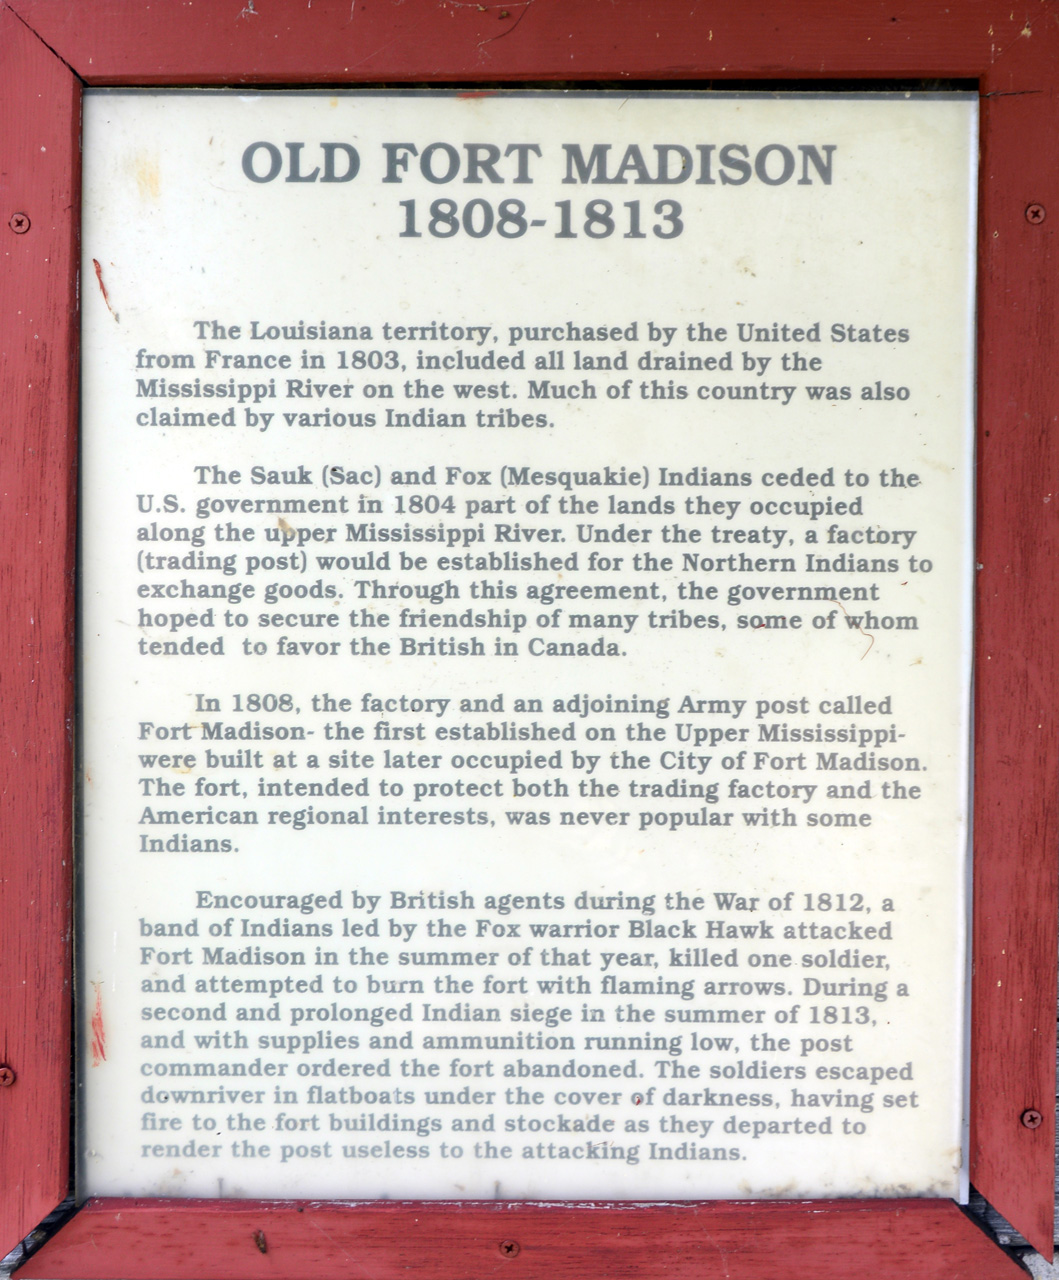 OLD FORT MADISON
1808-1813
The Louisiana territory, purchased by the United States
from France in 1803, included all land drained by the
Mississippi River on the west. Much of this country was also
claimed by various Indian tribes.
The Sauk (Sac) and Fox (Mesquakie) Indians ceded to the
U.S. government in 1804 part of the lands they occupied
along the upper Mississippi River. Under the treaty, a factory
(trading post) would be established for the Northern Indians to
exchange goods. Through this agreement, the government
hoped to secure the friendship of many tribes, some of whom
tended to favor the British in Canada.
In 1808, the factory and an adjoining Army post called
Fort Madison- the first established on the Upper Mississippi-
were built at a site later occupied by the City of Fort Madison.
The fort, intended to protect both the trading factory and the
American regional interests, was never popular with some
Indians.
Encouraged by British agents during the War of 1812, a
band of Indians led by the Fox warrior Black Hawk attacked
Fort Madison in the summer of that year, killed one soldier,
and attempted to burn the fort with flaming arrows. During a
second and prolonged Indian siege in the summer of 1813,
and with supplies and ammunition running low, the post
commander ordered the fort abandoned. The soldiers escaped
downriver in flatboats under the cover of darkness, having set
fire to the fort buildings and stockade as they departed to
render the post useless to the attacking Indians.